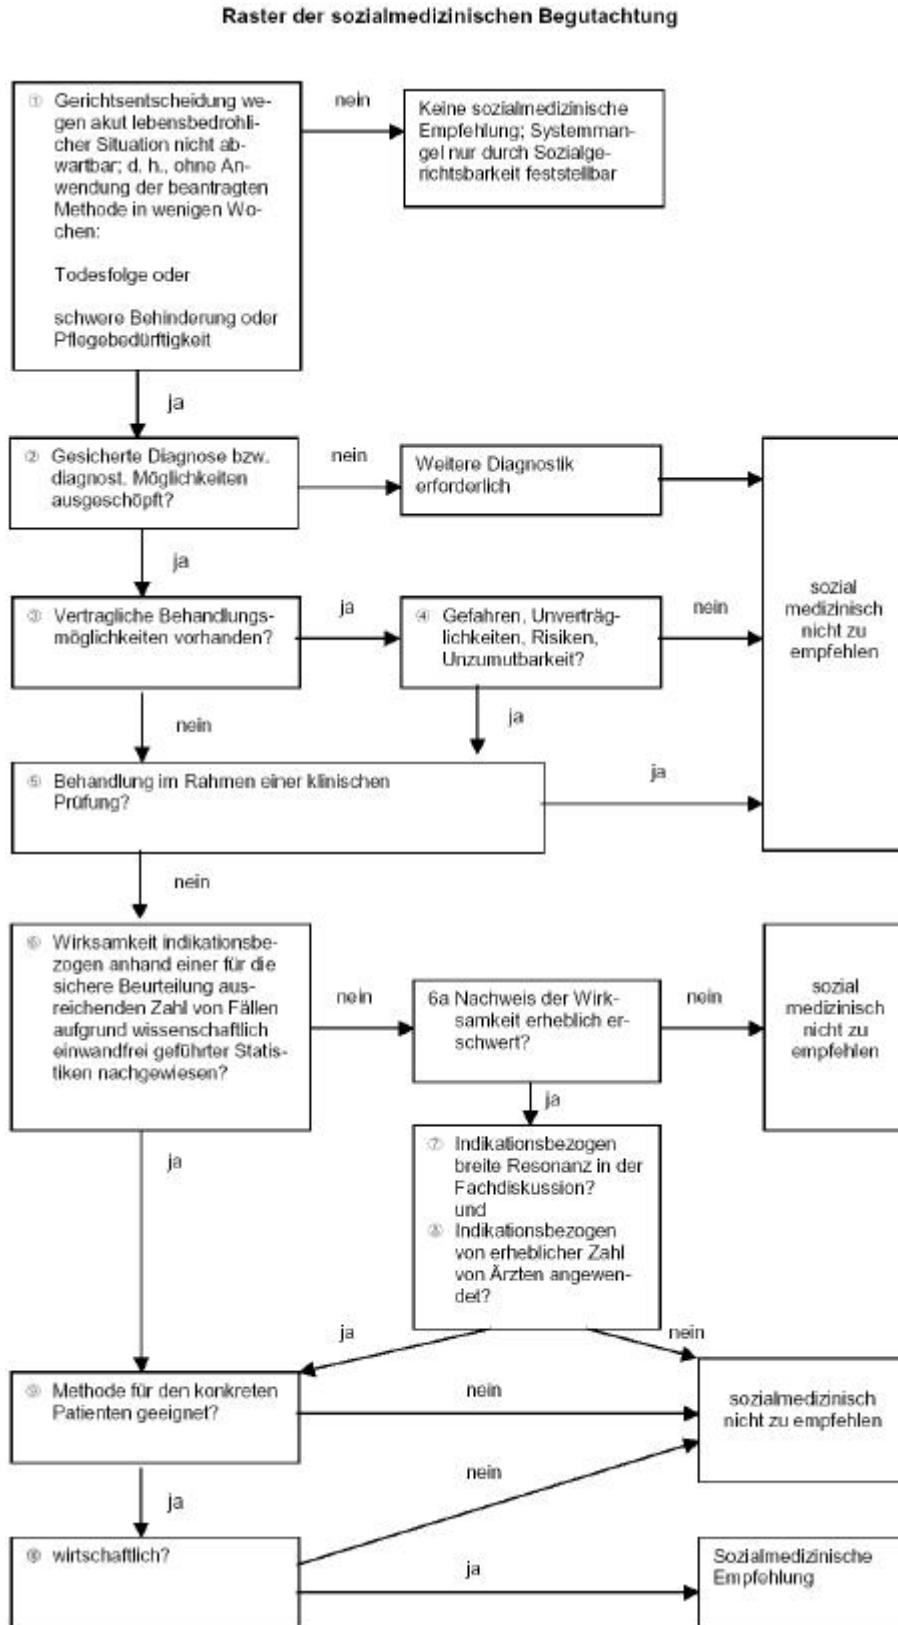 Raster der sozialmedizinischen Begutachtung
① Gerichtsentscheidung we-
gen akut lebensbedrohli-
cher Situation nicht ab-
wartbar; d. h., ohne An-
wendung der beantragten
Methode in wenigen Wo-
chen:
Todesfolge oder
schwere Behinderung oder
Pflegebedürftigkeit
nein
Keine sozialmedizinische
Empfehlung; Systemman-
gel nur durch Sozialge-
richtsbarkeit feststellbar
ja
② Gesicherte Diagnose bzw.
diagnost. Möglichkeiten
ausgeschöpft?
nein
Weitere Diagnostik
erforderlich
sozial
medizinisch
nicht zu
empfehlen
ja
③ Vertragliche Behandlungs-
möglichkeiten vorhanden?
ja
④ Gefahren, Unverträg-
lichkeiten, Risiken,
Unzumutbarkeit?
nein
nein
ja
⑤ Behandlung im Rahmen einer klinischen
Prüfung?
ja
nein
⑥ Wirksamkeit indikationsbe-
zogen anhand einer für die
sichere Beurteilung aus-
reichenden Zahl von Fällen
aufgrund wissenschaftlich
einwandfrei geführter Statis-
tiken nachgewiesen?
nein
6a Nachweis der Wirk-
samkeit erheblich er-
schwert?
nein
sozial
medizinisch
nicht zu
empfehlen
ja
ja
⑦ Indikationsbezogen
breite Resonanz in der
Fachdiskussion?
und
⑧ Indikationsbezogen
von erheblicher Zahl
von Ärzten angewen-
det?
ja
nein
⑨ Methode für den konkreten
Patienten geeignet?
nein
sozialmedizinisch
nicht zu empfehlen
nein
ja
wirtschaftlich?
ja
Sozialmedizinische
Empfehlung